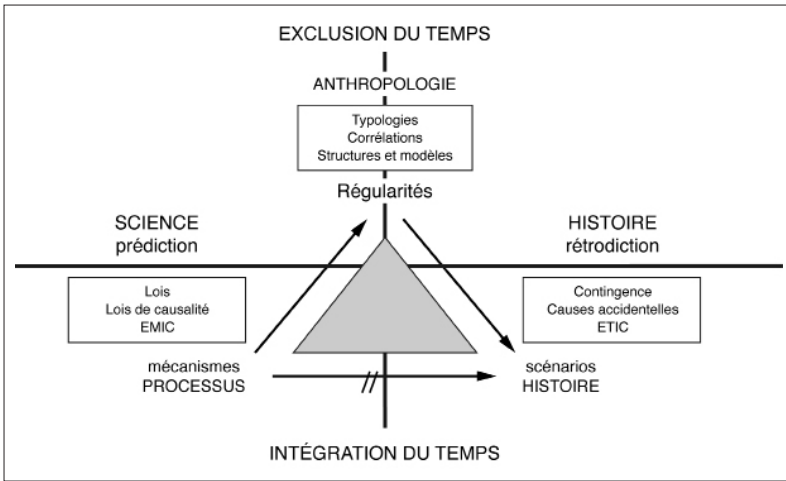 EXCLUSION DU TEMPS
ANTHROPOLOGIE
Typologies
Corrélations
Structures et modèles
Régularités
SCIENCE
prédiction
HISTOIRE
rétrodiction
Lois
Lois de causalité
EMIC
Contingence
Causes accidentelles
ETIC
mécanismes
PROCESSUS
scénarios
HISTOIRE
INTÉGRATION DU TEMPS